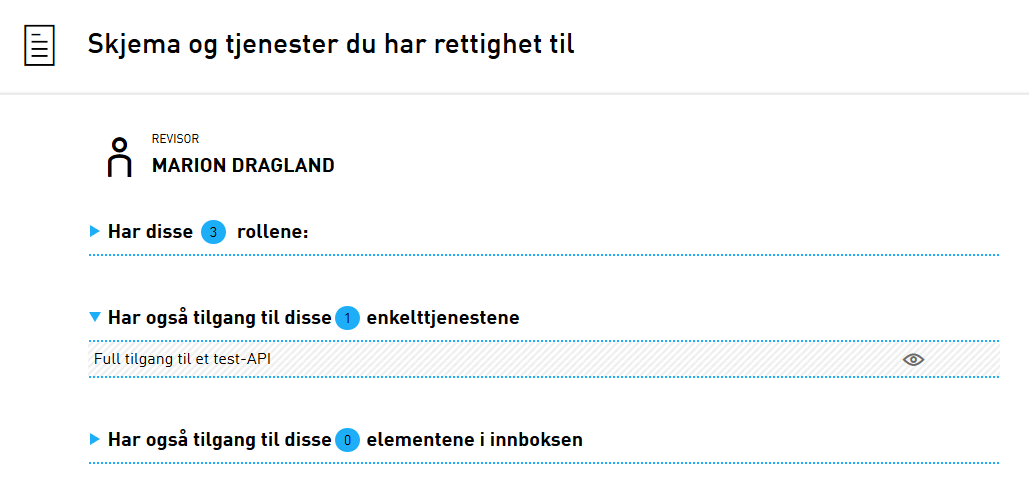 Skjema og tjenester du har rettighet til
REVISOR
MARION DRAGLAND
Har disse 3 rollene:
Har også tilgang til disse 1 enkelttjenestene
Full tilgang til et test-API
Har også tilgang til disse 0 elementene i innboksen